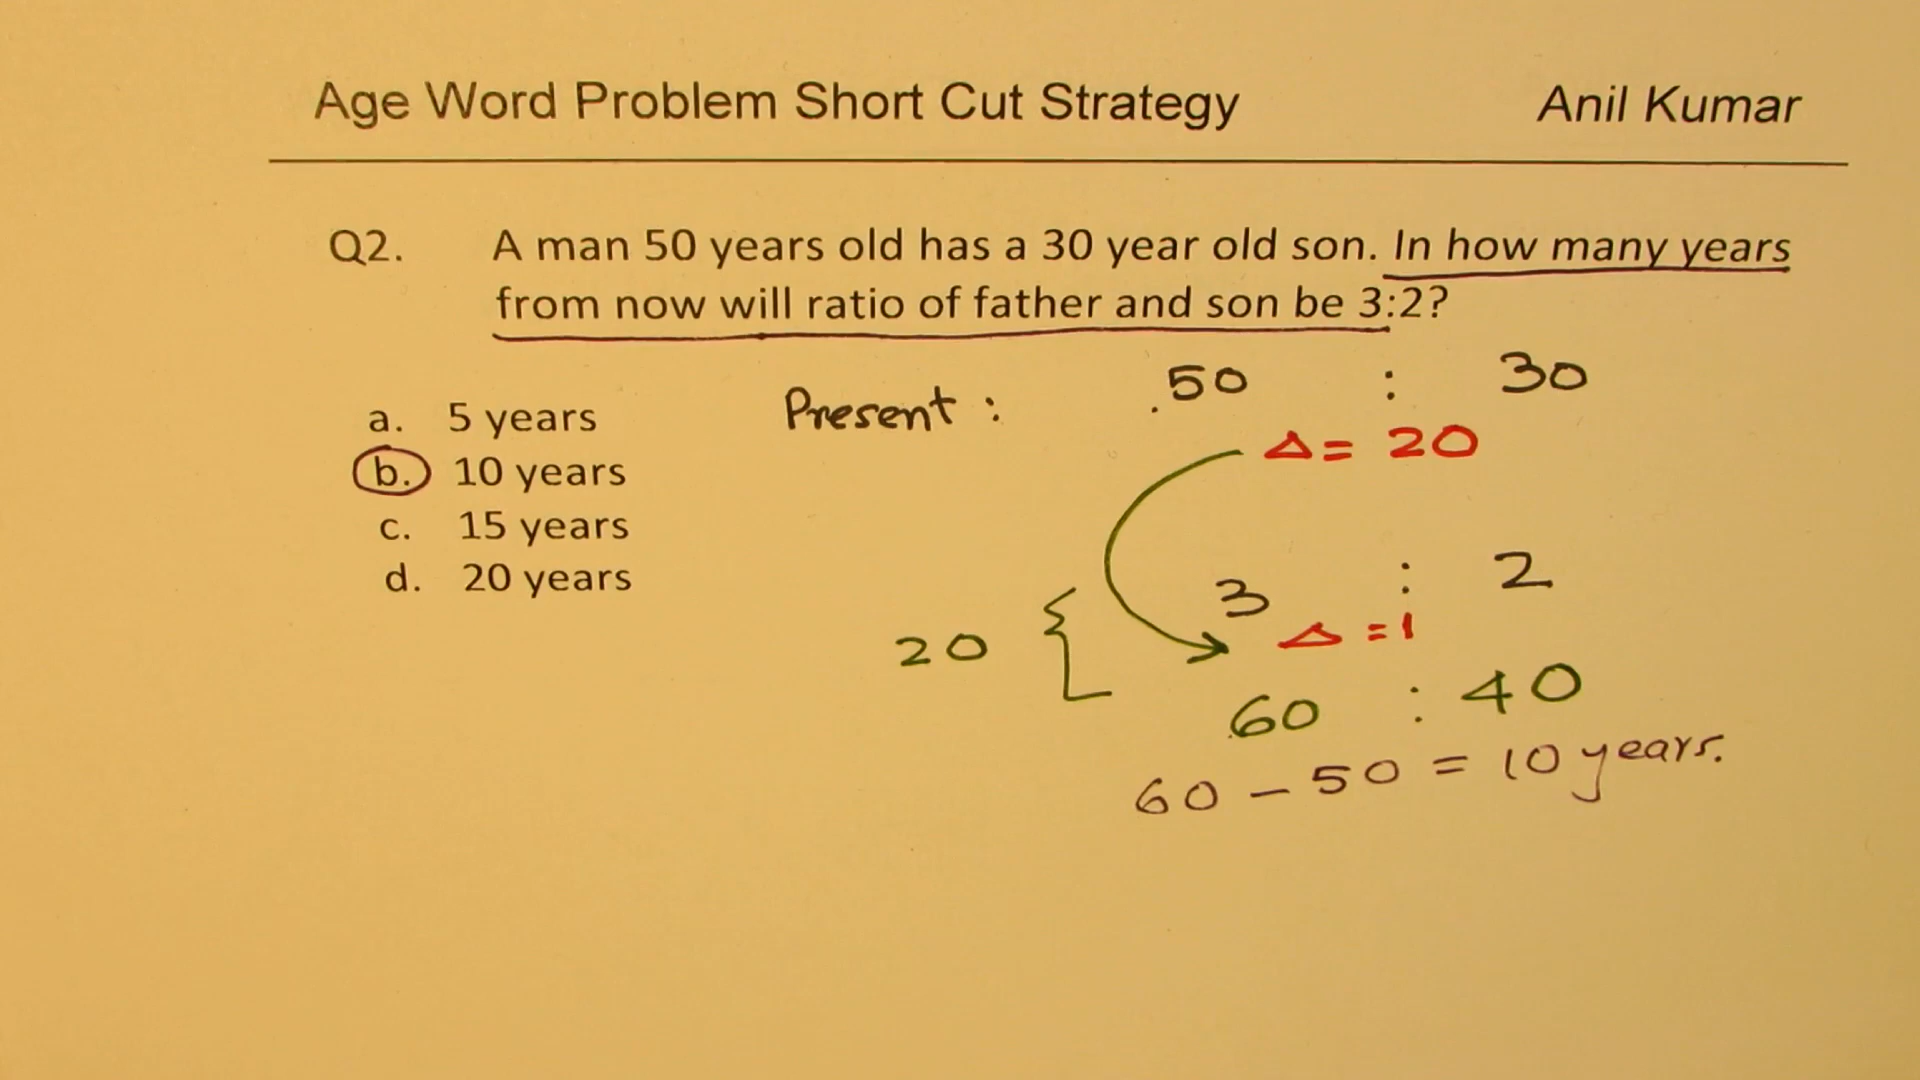 Age Word Problem Short Cut Strategy Anil Kumar
Q2. A man 50 years old has a 30 year old son. In how many years
from now will ratio of father and son be 3:2?
a. 5 years
b. 10 years
c. 15 years
d. 20 years
Present : 50 : 30
Δ = 20
3 : 2
Δ = 1
20
60 : 40
60 - 50 = 10 years.